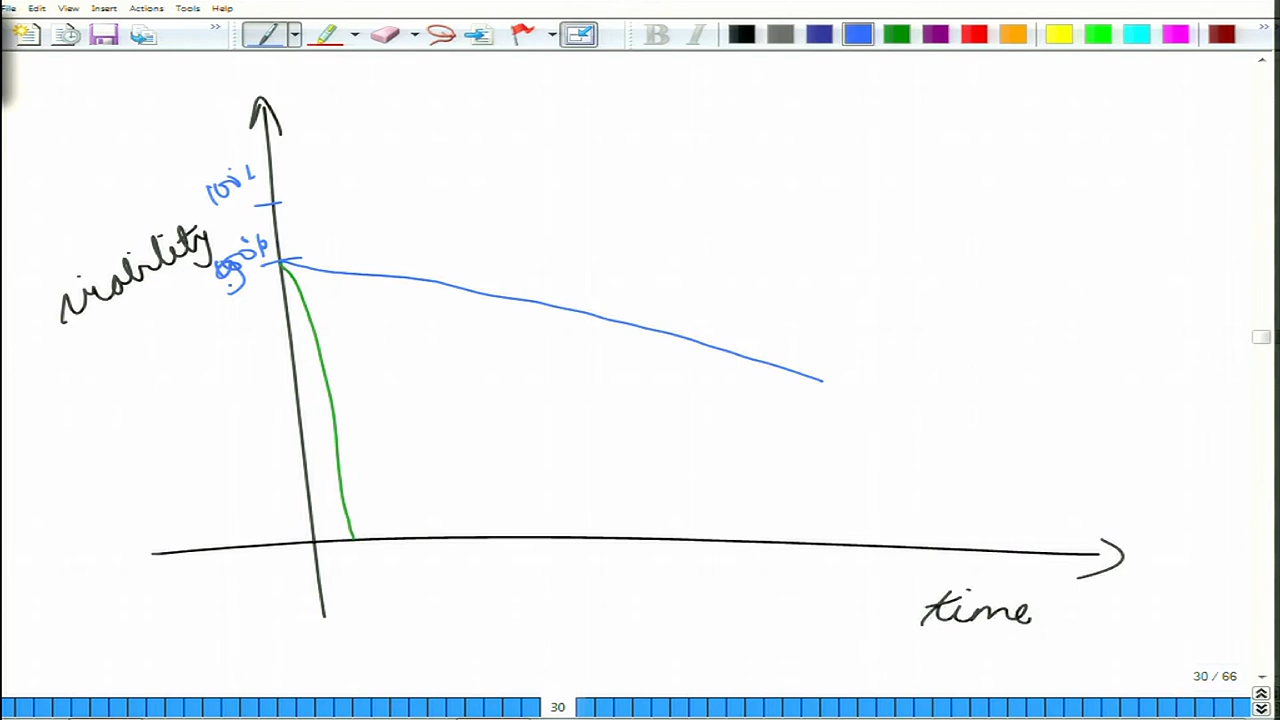 File Edit View Insert Actions Tools Help
B I
100%
viability
time
30 / 66
30